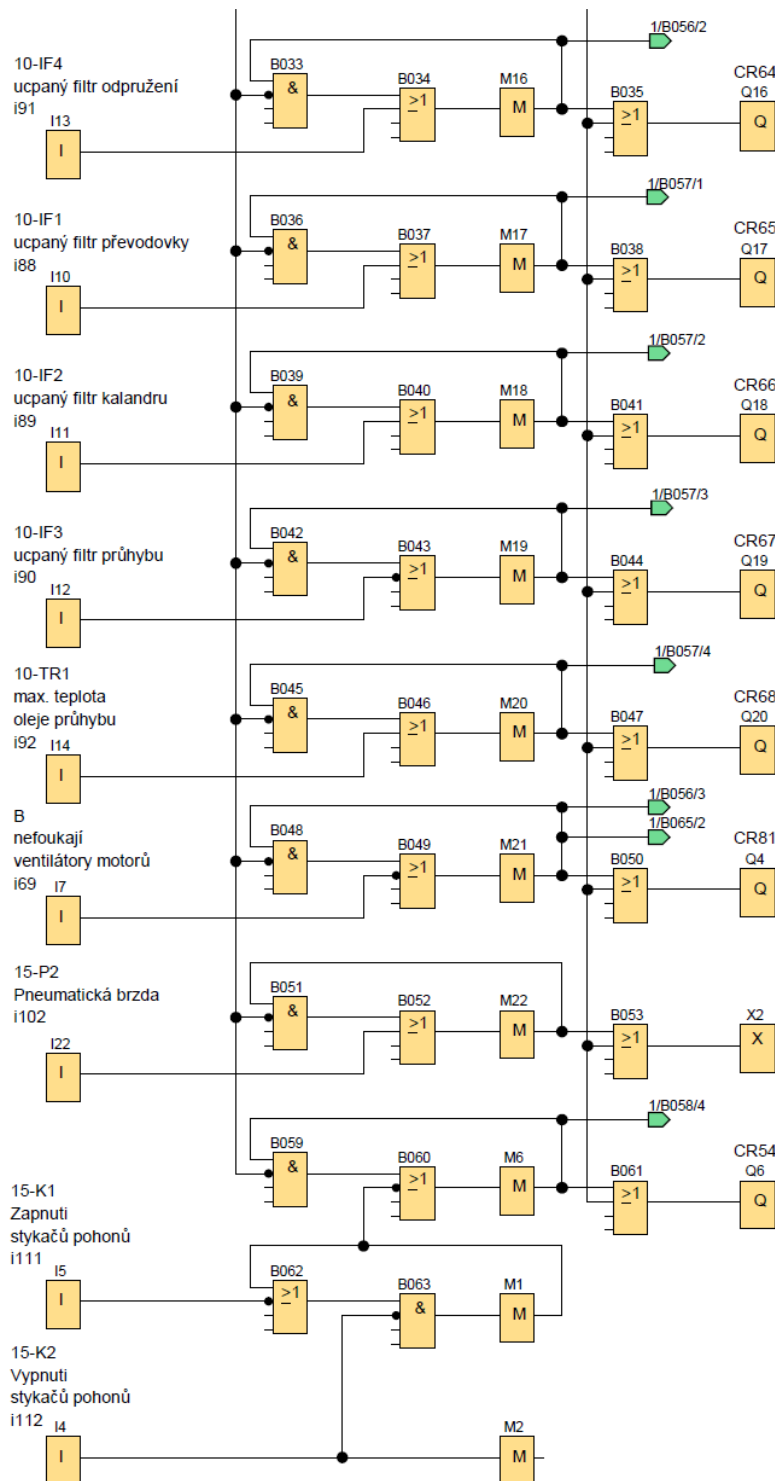 1/B056/2
10-IF4
ucpaný filtr odpružení
i91
I13
I
B033
&
B034
>1
M16
M
B035
>1
CR64
Q16
Q
1/B057/1
10-IF1
ucpaný filtr převodovky
i88
I10
I
B036
&
B037
>1
M17
M
B038
>1
CR65
Q17
Q
1/B057/2
10-IF2
ucpaný filtr kalandru
i89
I11
I
B039
&
B040
>1
M18
M
B041
>1
CR66
Q18
Q
1/B057/3
10-IF3
ucpaný filtr průhybu
i90
I12
I
B042
&
B043
>1
M19
M
B044
>1
CR67
Q19
Q
1/B057/4
10-TR1
max. teplota
oleje průhybu
i92
I14
I
B045
&
B046
>1
M20
M
B047
>1
CR68
Q20
Q
1/B056/3
1/B065/2
B
nefoukají
ventilátory motorů
i69
I7
I
B048
&
B049
>1
M21
M
B050
>1
CR81
Q4
Q
15-P2
Pneumatická brzda
i102
I22
I
B051
&
B052
>1
M22
M
B053
>1
X2
X
1/B058/4
B059
&
B060
>1
M6
M
B061
>1
CR54
Q6
Q
15-K1
Zapnuti
stykačů pohonů
i111
I5
I
B062
>1
B063
&
M1
M
15-K2
Vypnuti
stykačů pohonů
i112
I4
I
M2
M